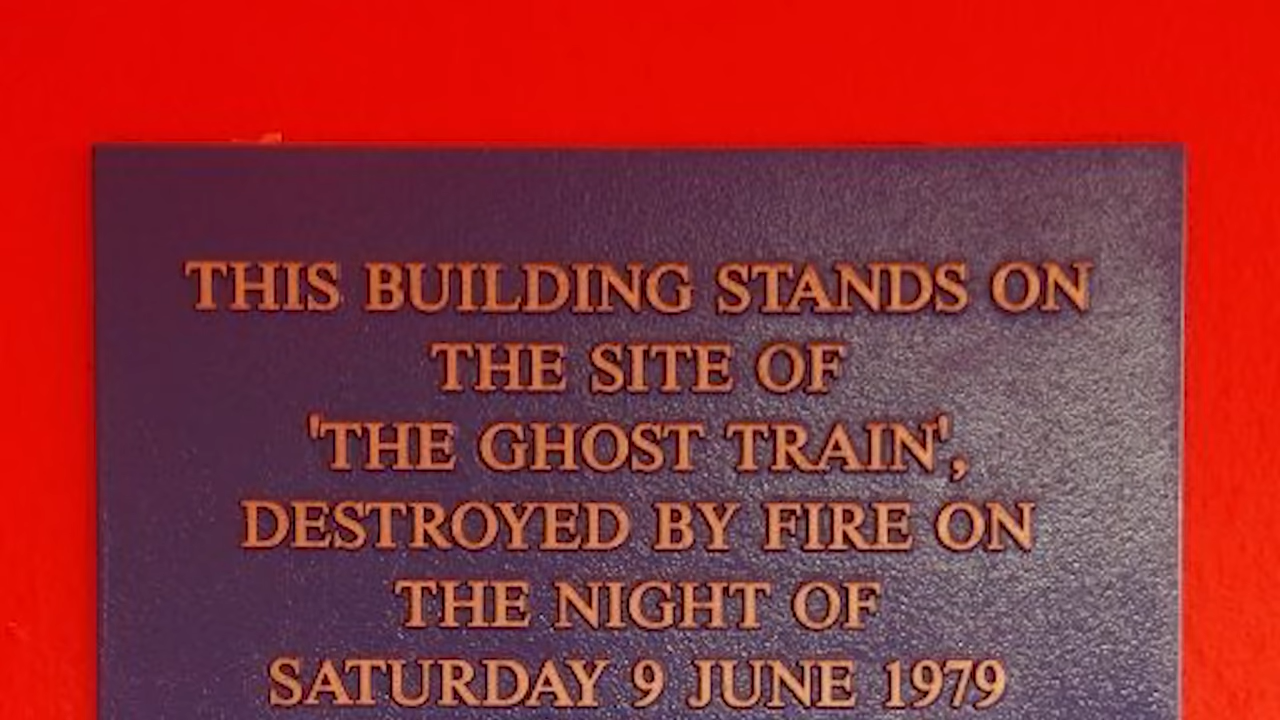 THIS BUILDING STANDS ON
THE SITE OF
'THE GHOST TRAIN',
DESTROYED BY FIRE ON
THE NIGHT OF
SATURDAY 9 JUNE 1979